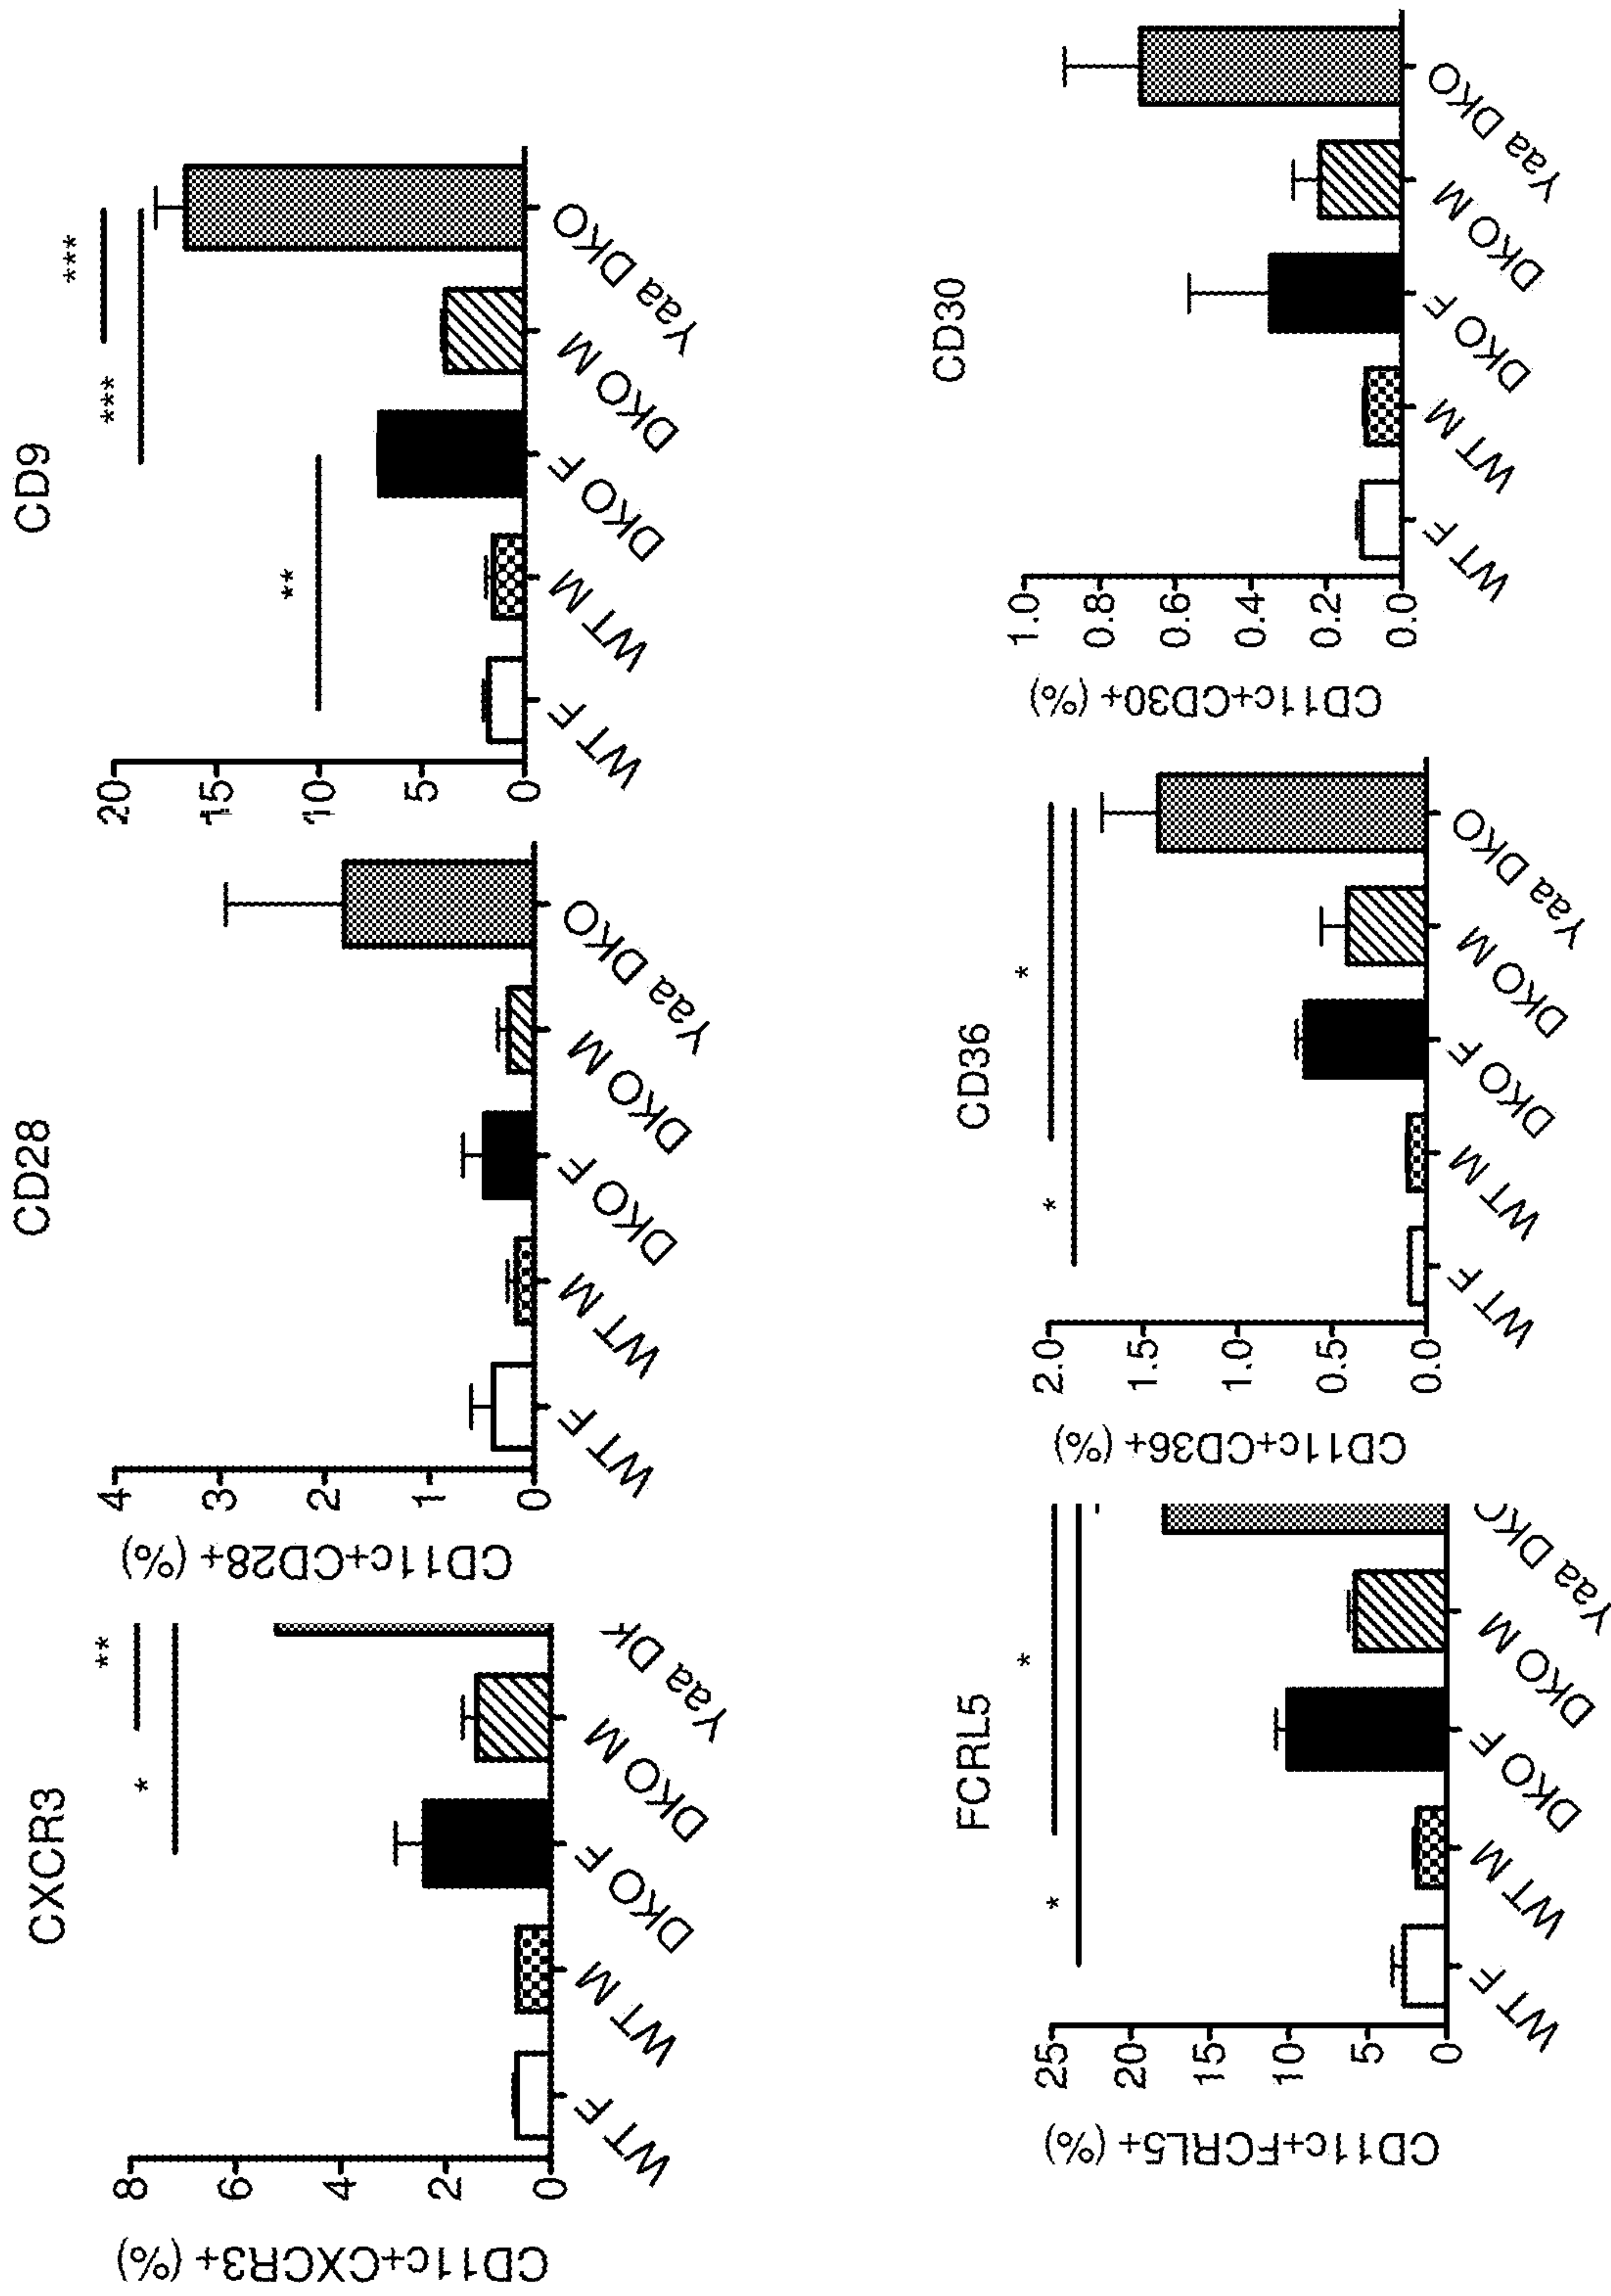 CXCR3
CD11c+CXCR3+ (%)
8
6
4
2
0
**
*
WT F
WT M
DKO F
DKO M
Yaa DK
CD28
CD11c+CD28+ (%)
4
3
2
1
0
WT F
WT M
DKO F
DKO M
Yaa DKO
CD9
20
15
10
5
0
***
***
**
WT F
WT M
DKO F
DKO M
Yaa DKO
FCRL5
CD11c+FCRL5+ (%)
25
20
15
10
5
0
*
*
WT F
WT M
DKO F
DKO M
Yaa DKO
CD36
CD11c+CD36+ (%)
2.0
1.5
1.0
0.5
0.0
*
*
WT F
WT M
DKO F
DKO M
Yaa DKO
CD30
CD11c+CD30+ (%)
1.0
0.8
0.6
0.4
0.2
0.0
WT F
WT M
DKO F
DKO M
Yaa DKO